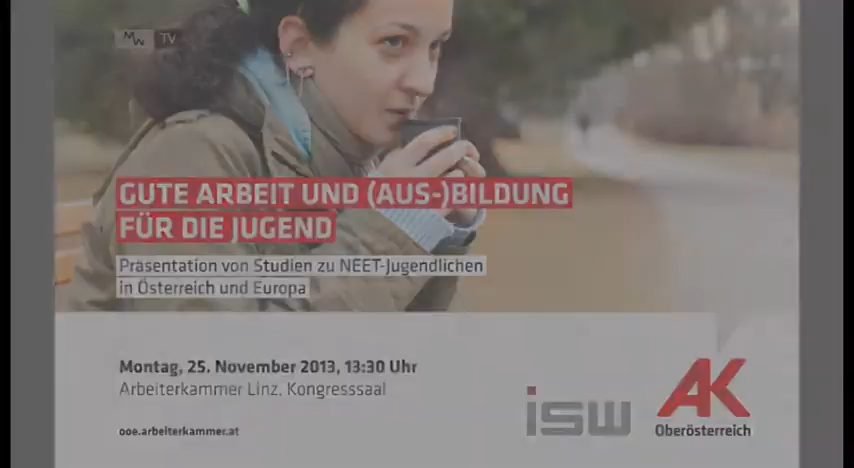 MW TV
GUTE ARBEIT UND (AUS-)BILDUNG
FÜR DIE JUGEND
Präsentation von Studien zu NEET-Jugendlichen
in Österreich und Europa
Montag, 25. November 2013, 13:30 Uhr
Arbeiterkammer Linz, Kongresssaal
ooe.arbeiterkammer.at
isw
AK
Oberösterreich